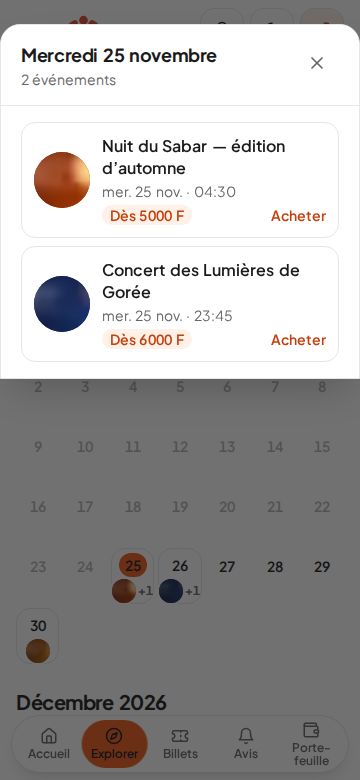 Mercredi 25 novembre
2 événements
Nuit du Sabar — édition
d’automne
mer. 25 nov. · 04:30
Dès 5000 F
Acheter
Concert des Lumières de
Gorée
mer. 25 nov. · 23:45
Dès 6000 F
Acheter
2 3 4 5 6 7 8
9 10 11 12 13 14 15
16 17 18 19 20 21 22
23 24 25 26 27 28 29
+1 +1
30
Décembre 2026
Accueil Explorer Billets Avis Porte-
feuille